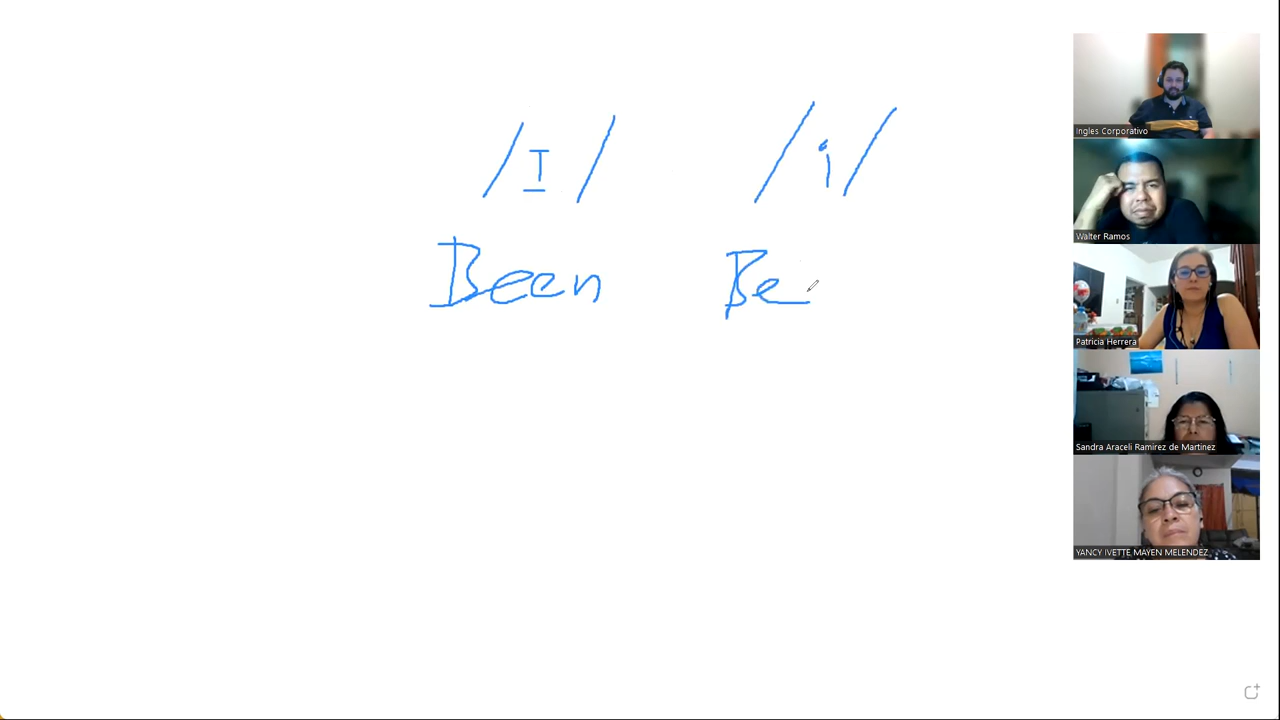 /I/ /i/
Been Be
Ingles Corporativo
Walter Ramos
Patricia Herrera
Sandra Araceli Ramirez de Martinez
YANCY IVETTE MAYEN MELENDEZ